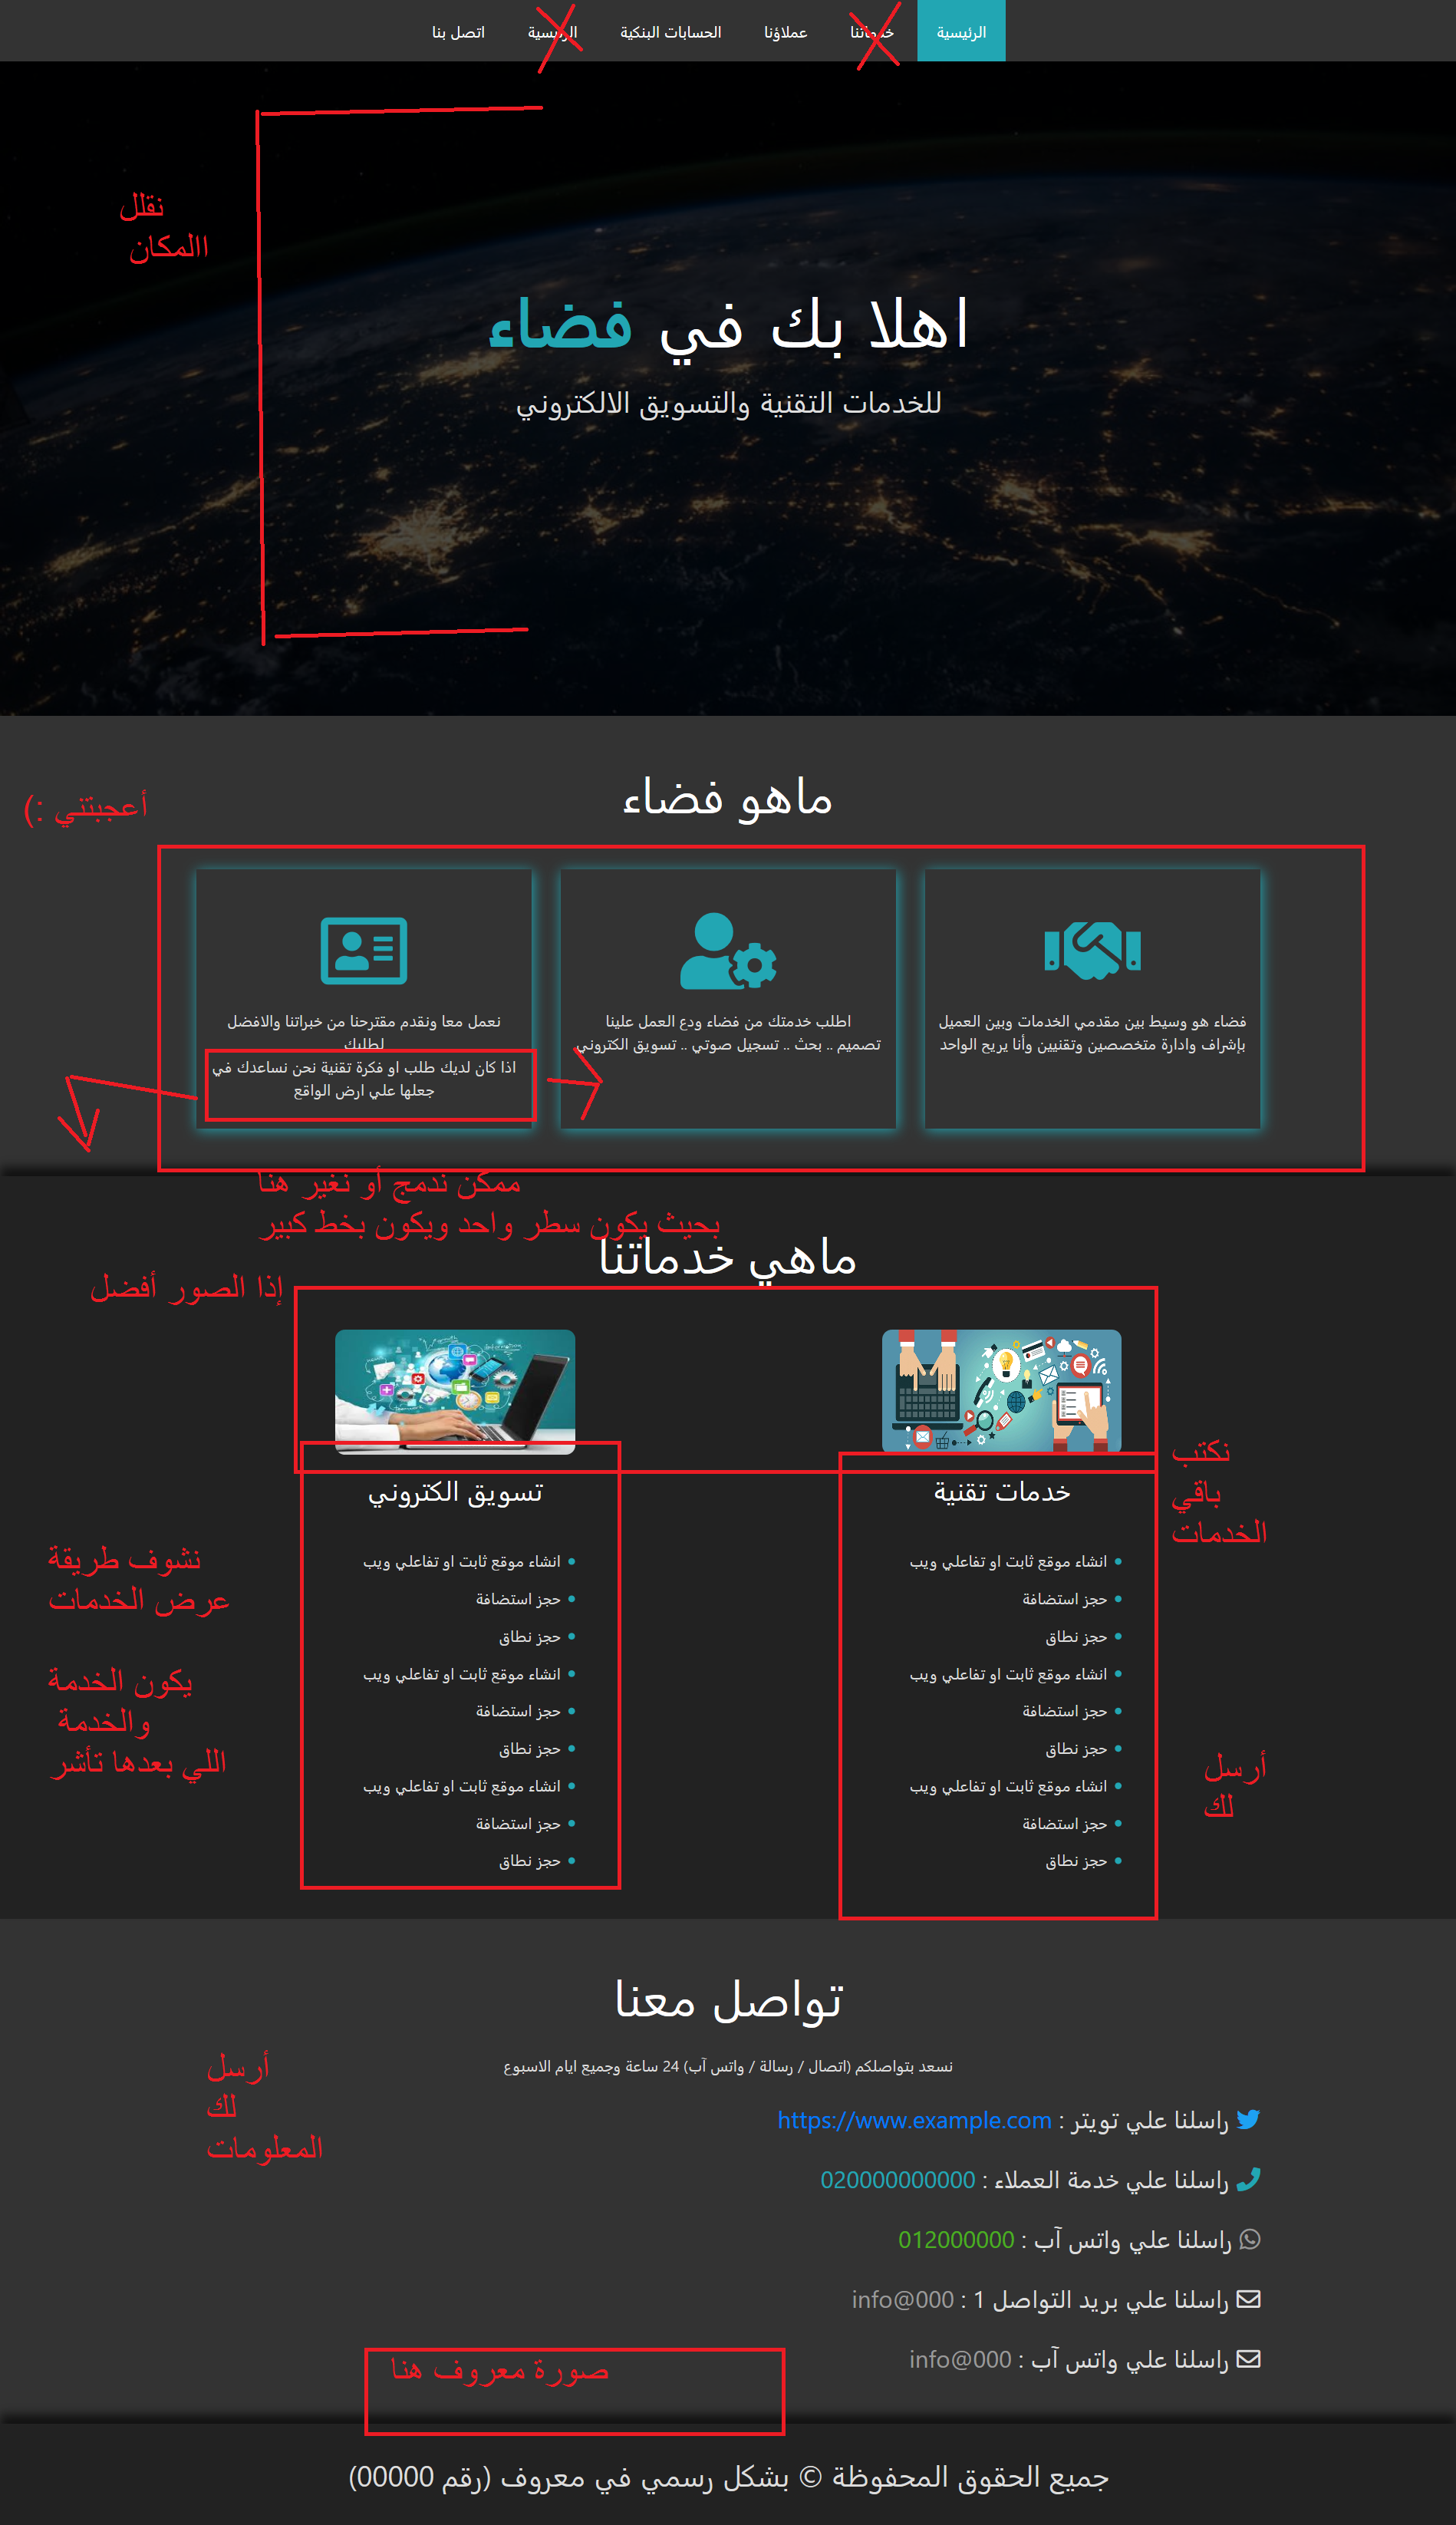 الرئيسية
خدماتنا
عملاؤنا
الحسابات البنكية
الرئيسية
اتصل بنا
نقلل
االمكان
اهلا بك في فضاء
للخدمات التقنية والتسويق الالكتروني
ماهو فضاء
أعجبتني :)
فضاء هو وسيط بين مقدمي الخدمات وبين العميل
بإشراف وادارة متخصصين وتقنيين وأنا يريح الواحد
اطلب خدمتك من فضاء ودع العمل علينا
تصميم .. بحث .. تسجيل صوتي .. تسويق الكتروني
نعمل معا ونقدم مقترحنا من خبراتنا والافضل
لطلبك
اذا كان لديك طلب او فكرة تقنية نحن نساعدك في
جعلها علي ارض الواقع
ممكن ندمج أو نغير هنا
بحيث يكون سطر واحد ويكون بخط كبير
ماهي خدماتنا
إذا الصور أفضل
خدمات تقنية
انشاء موقع ثابت او تفاعلي ويب
حجز استضافة
حجز نطاق
انشاء موقع ثابت او تفاعلي ويب
حجز استضافة
حجز نطاق
انشاء موقع ثابت او تفاعلي ويب
حجز استضافة
حجز نطاق
نكتب
باقي
الخدمات
أرسل
لك
تسويق الكتروني
انشاء موقع ثابت او تفاعلي ويب
حجز استضافة
حجز نطاق
انشاء موقع ثابت او تفاعلي ويب
حجز استضافة
حجز نطاق
انشاء موقع ثابت او تفاعلي ويب
حجز استضافة
حجز نطاق
نشوف طريقة
عرض الخدمات
يكون الخدمة
والخدمة
اللي بعدها تأشر
تواصل معنا
نسعد بتواصلكم (اتصال / رسالة / واتس آب) 24 ساعة وجميع ايام الاسبوع
أرسل
لك
المعلومات
راسلنا علي تويتر : https://www.example.com
راسلنا علي خدمة العملاء : 020000000000
راسلنا علي واتس آب : 012000000
راسلنا علي بريد التواصل 1 : info@000
راسلنا علي واتس آب : info@000
صورة معروف هنا
جميع الحقوق المحفوظة © بشكل رسمي في معروف (رقم 00000)